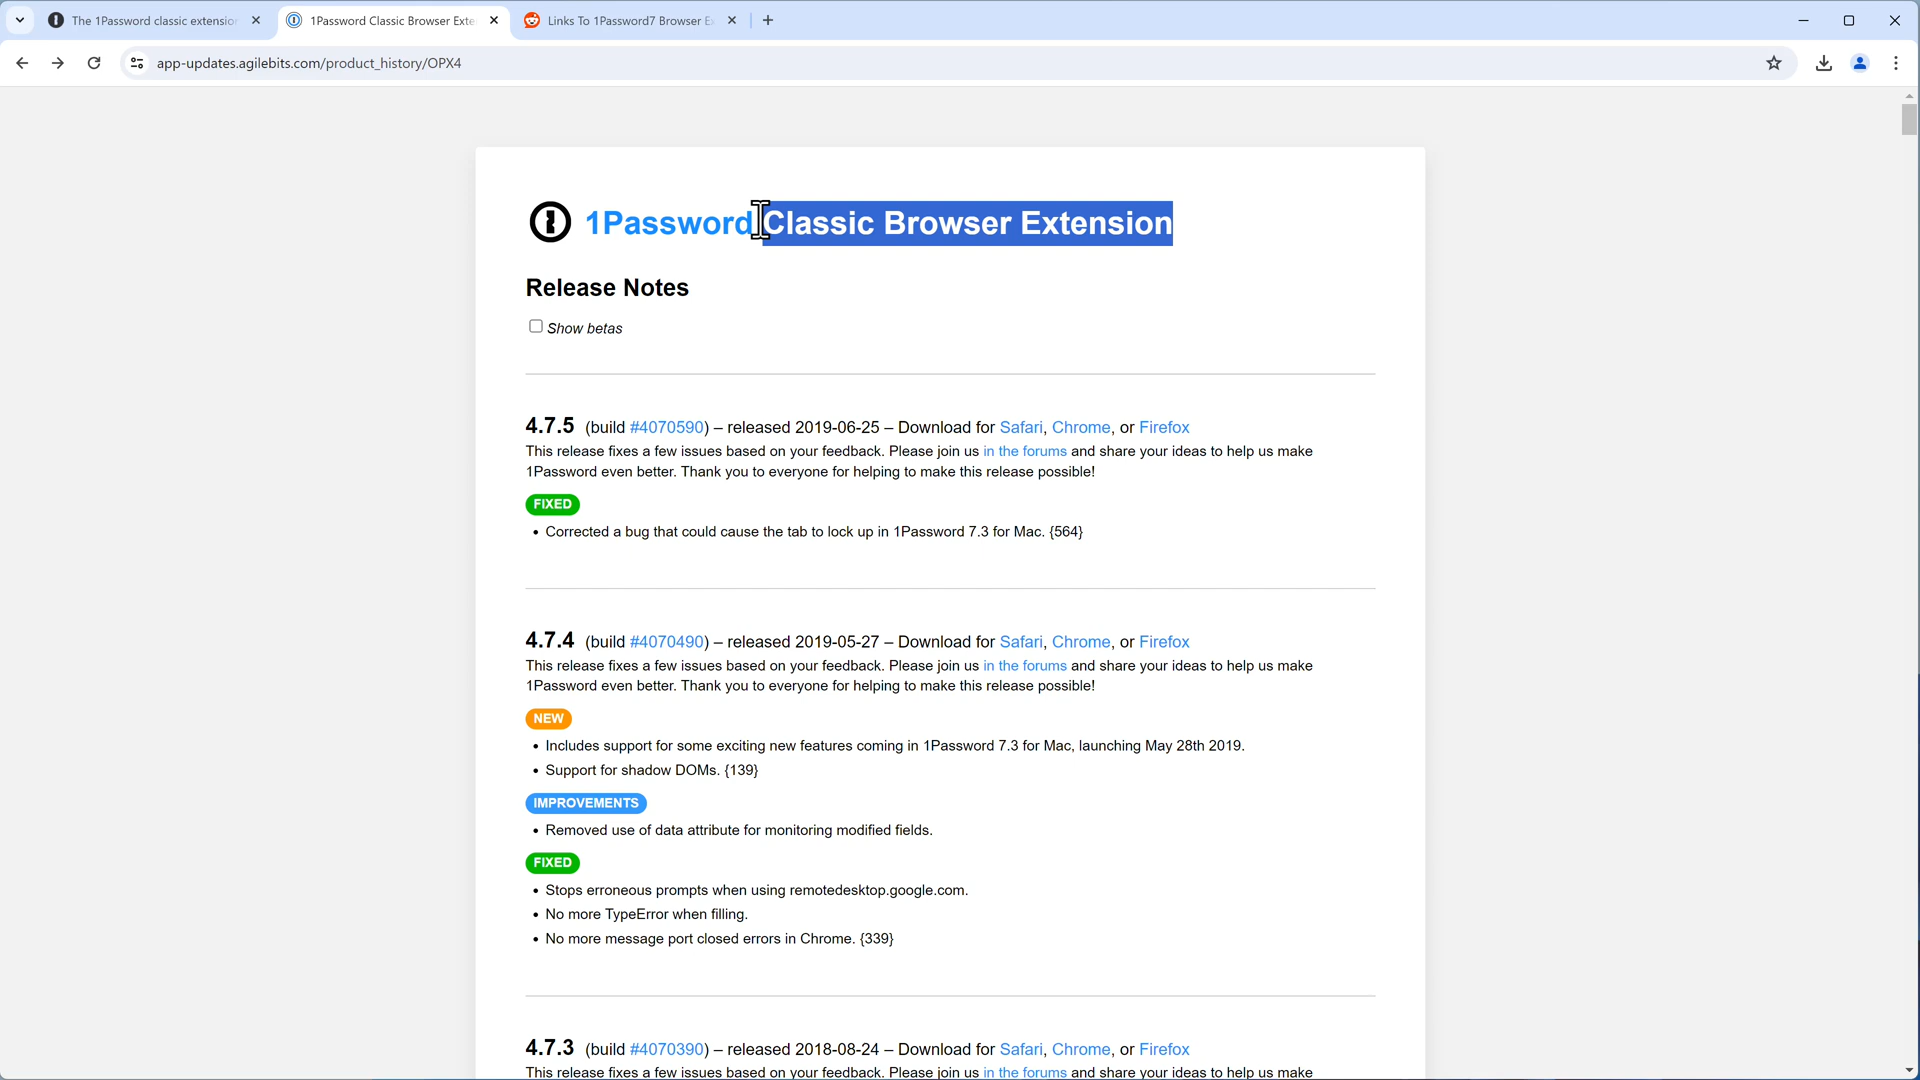 The 1Password classic extension
1Password Classic Browser Exte
Links To 1Password7 Browser E
app-updates.agilebits.com/product_history/OPX4
1Password Classic Browser Extension
Release Notes
Show betas
4.7.5 (build #4070590) – released 2019-06-25 – Download for Safari, Chrome, or Firefox
This release fixes a few issues based on your feedback. Please join us in the forums and share your ideas to help us make
1Password even better. Thank you to everyone for helping to make this release possible!
FIXED
• Corrected a bug that could cause the tab to lock up in 1Password 7.3 for Mac. {564}
4.7.4 (build #4070490) – released 2019-05-27 – Download for Safari, Chrome, or Firefox
This release fixes a few issues based on your feedback. Please join us in the forums and share your ideas to help us make
1Password even better. Thank you to everyone for helping to make this release possible!
NEW
• Includes support for some exciting new features coming in 1Password 7.3 for Mac, launching May 28th 2019.
• Support for shadow DOMs. {139}
IMPROVEMENTS
• Removed use of data attribute for monitoring modified fields.
FIXED
• Stops erroneous prompts when using remotedesktop.google.com.
• No more TypeError when filling.
• No more message port closed errors in Chrome. {339}
4.7.3 (build #4070390) – released 2018-08-24 – Download for Safari, Chrome, or Firefox
This release fixes a few issues based on your feedback. Please join us in the forums and share your ideas to help us make